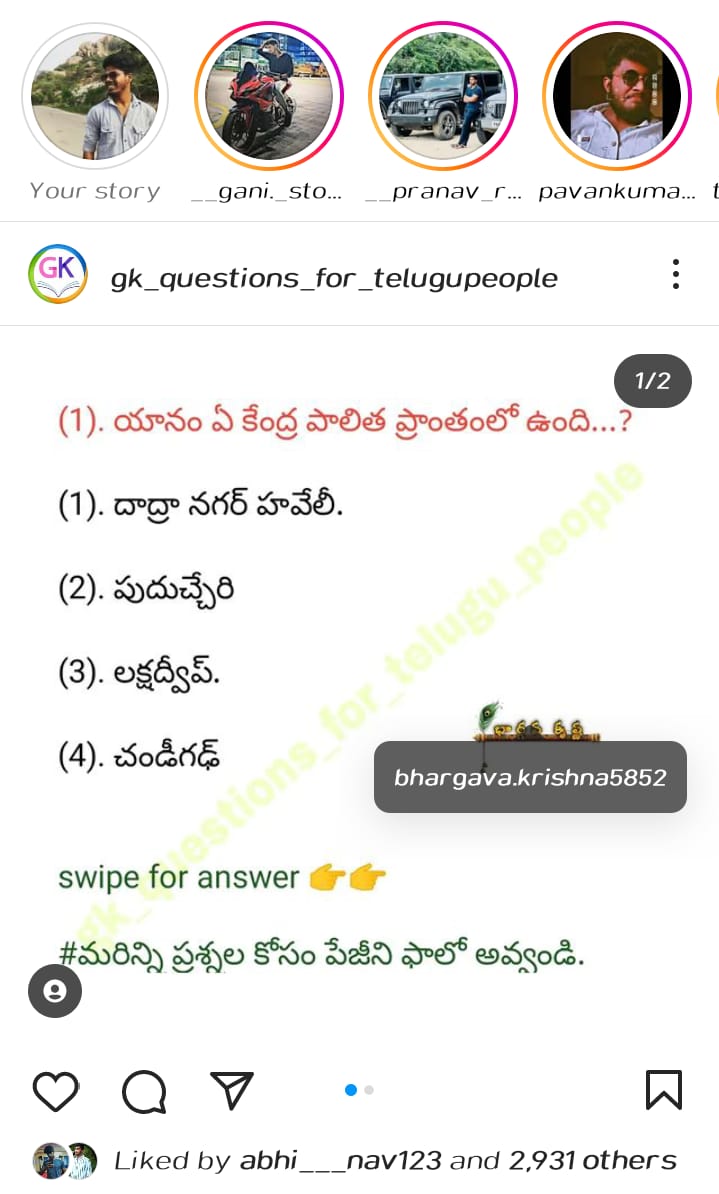 Your story
__gani._sto...
__pranav_r...
pavankuma...
t
GK
gk_questions_for_telugupeople
1/2
(1). యానం ఏ కేంద్ర పాలిత ప్రాంతంలో ఉంది...?
(1). దాద్రా నగర్ హవేలీ.
(2). పుదుచ్చేరి
(3). లక్షద్వీప్.
(4). చండీగఢ్
gk_questions_for_telugu_people
bhargava.krishna5852
swipe for answer 👉👉
#మరిన్ని ప్రశ్నల కోసం పేజీని ఫాలో అవ్వండి.
Liked by abhi___nav123 and 2,931 others